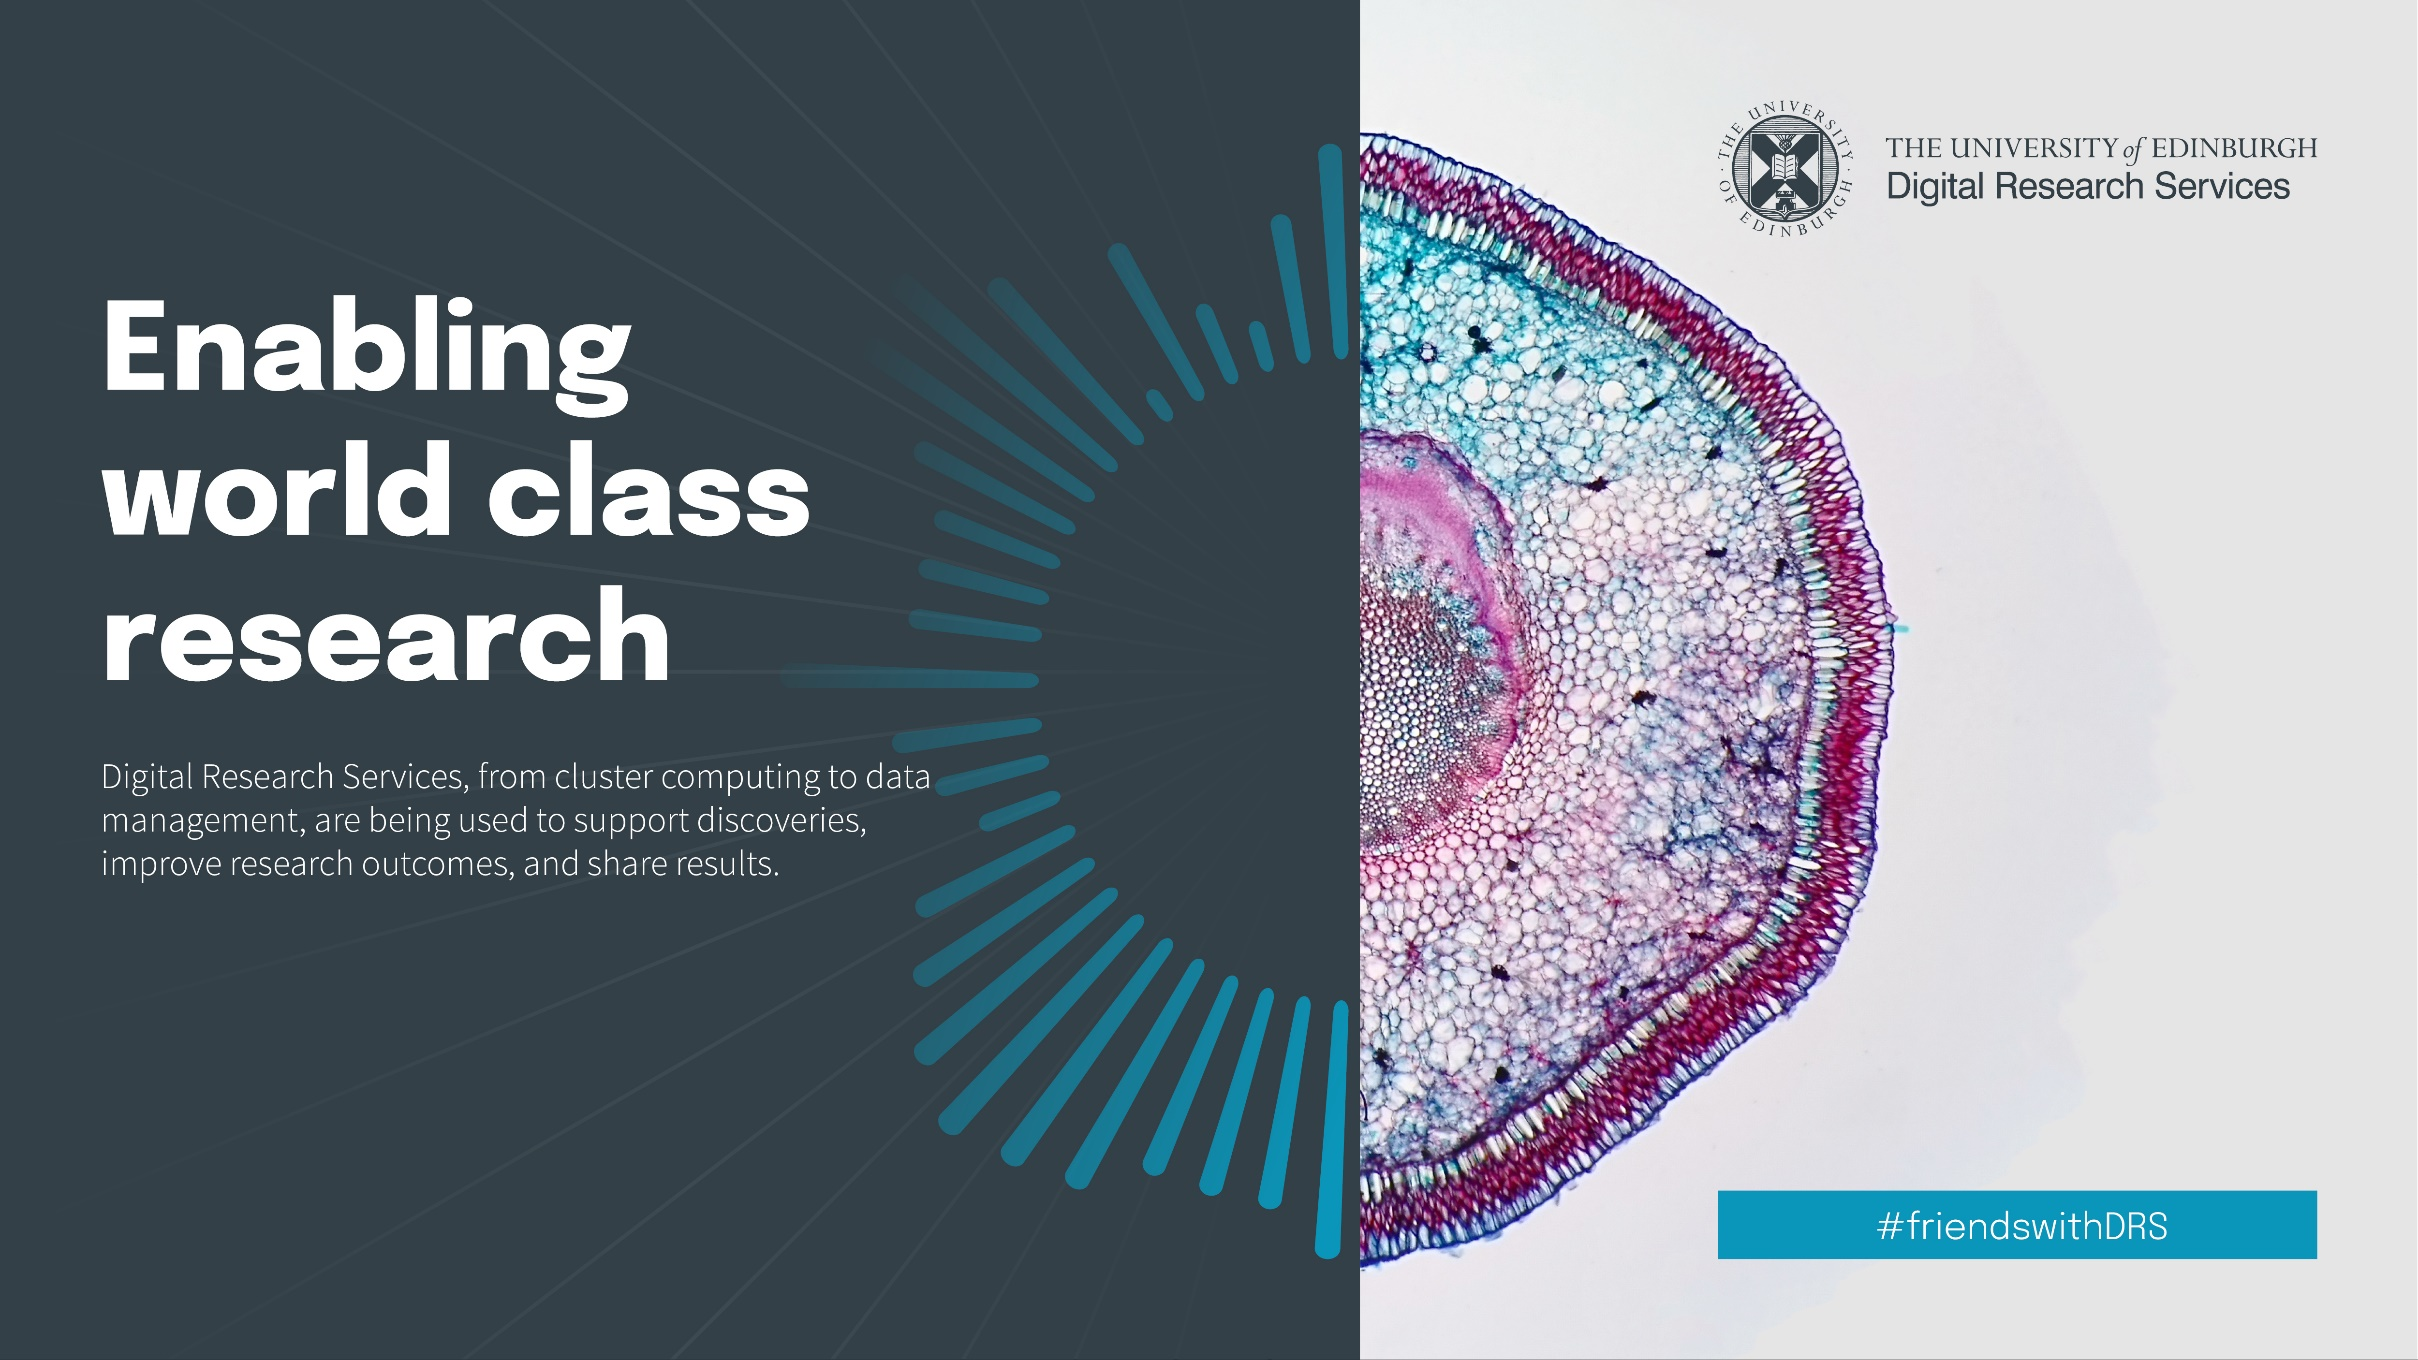 Enabling
world class
research
Digital Research Services, from cluster computing to data
management, are being used to support discoveries,
improve research outcomes, and share results.
THE UNIVERSITY OF EDINBURGH
THE UNIVERSITY of EDINBURGH
Digital Research Services
#friendswithDRS